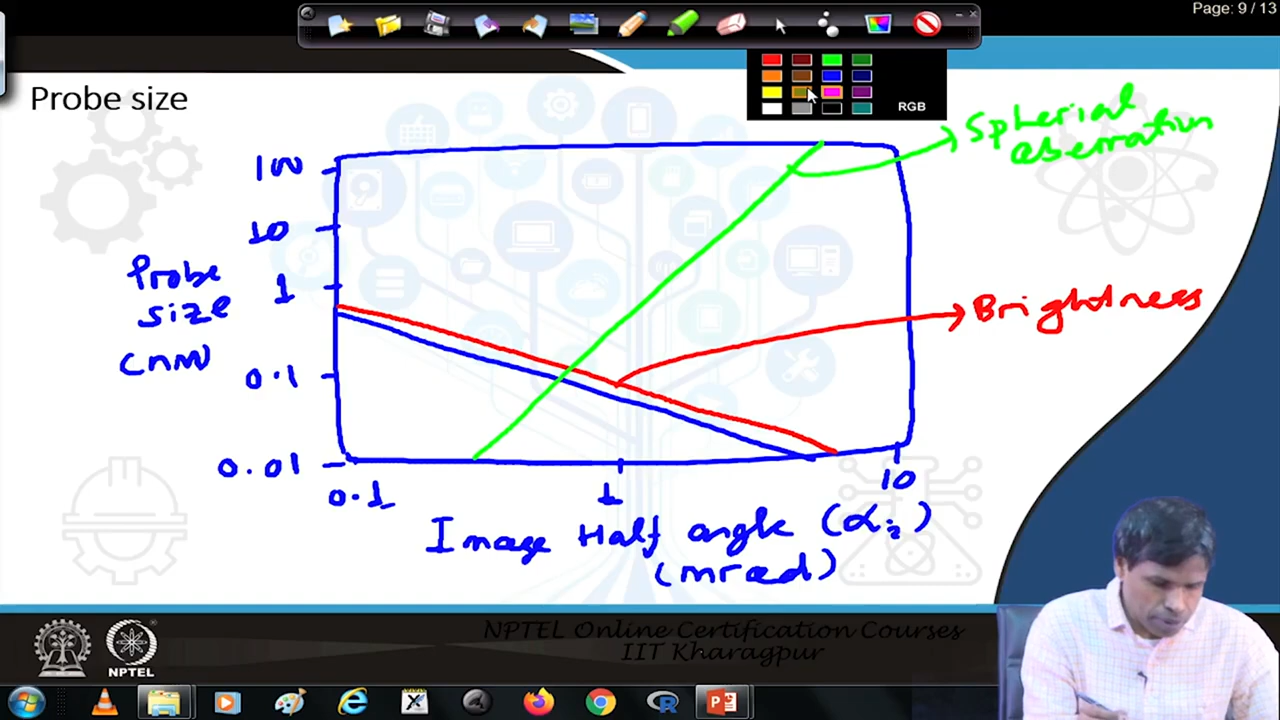 Page: 9 / 13
Probe size
RGB
Spherial
aberration
100
10
1
0.1
0.01
Probe
size
(nm)
Brightness
0.1
1
10
Image Half angle (α₂)
(mrad)
NPTEL Online Certification Courses
IIT Kharagpur
NPTEL